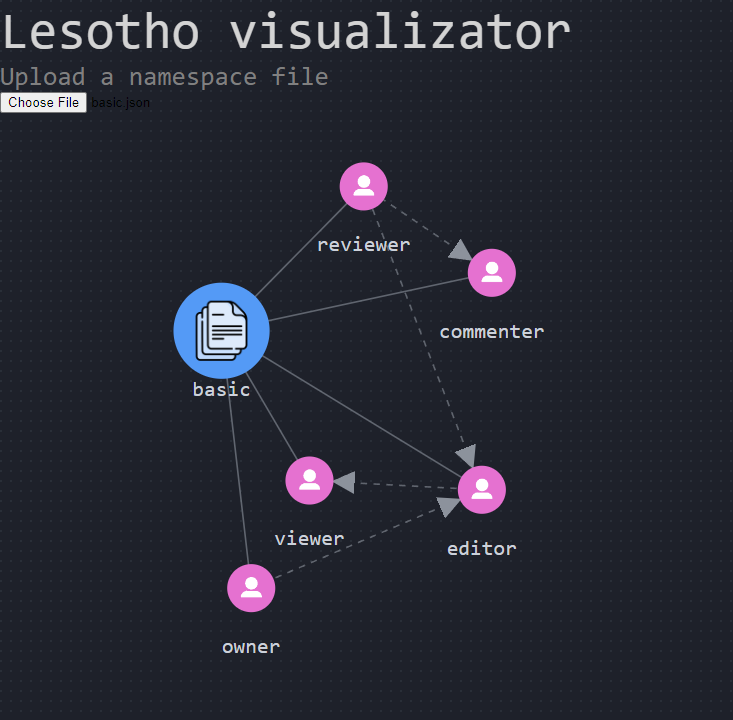 Lesotho visualizator
Upload a namespace file
Choose File basic.json
reviewer
commenter
basic
viewer
editor
owner